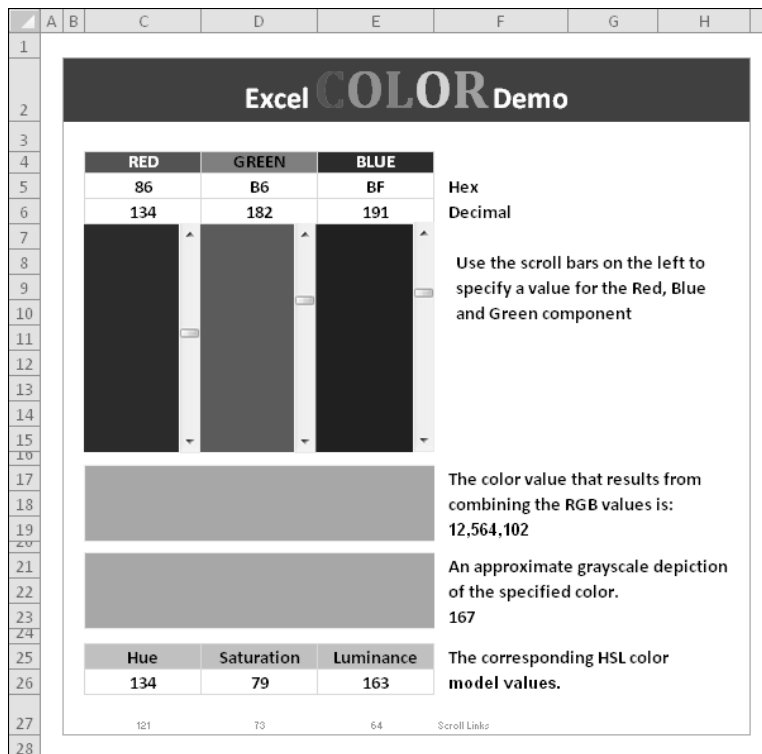 A B C D E F G H
1
2 Excel COLOR Demo
3
4 RED GREEN BLUE
5 86 B6 BF Hex
6 134 182 191 Decimal
7
8 Use the scroll bars on the left to
9 specify a value for the Red, Blue
10 and Green component
11
12
13
14
15
16
17 The color value that results from
18 combining the RGB values is:
19 12,564,102
20
21 An approximate grayscale depiction
22 of the specified color.
23 167
24
25 Hue Saturation Luminance The corresponding HSL color
26 134 79 163 model values.
27 121 73 64 Scroll Links
28